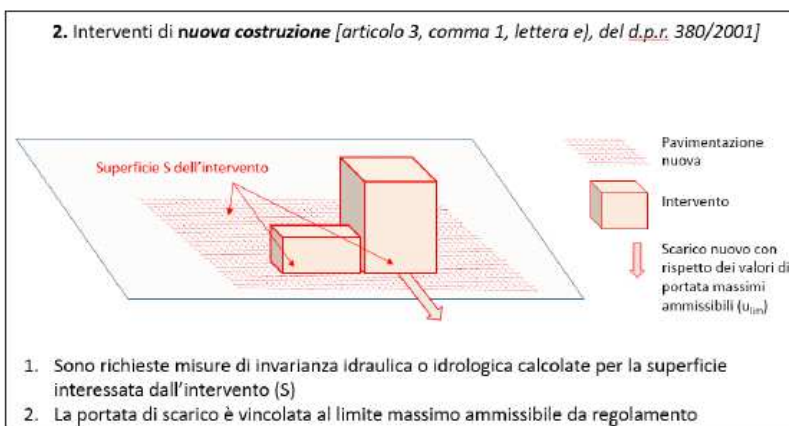 2. Interventi di nuova costruzione [articolo 3, comma 1, lettera e), del d.p.r. 380/2001]
Superficie S dell'intervento
Pavimentazione
nuova
Intervento
Scarico nuovo con
rispetto dei valori di
portata massimi
ammissibili (ulim)
1. Sono richieste misure di invarianza idraulica o idrologica calcolate per la superficie
interessata dall'intervento (S)
2. La portata di scarico è vincolata al limite massimo ammissibile da regolamento